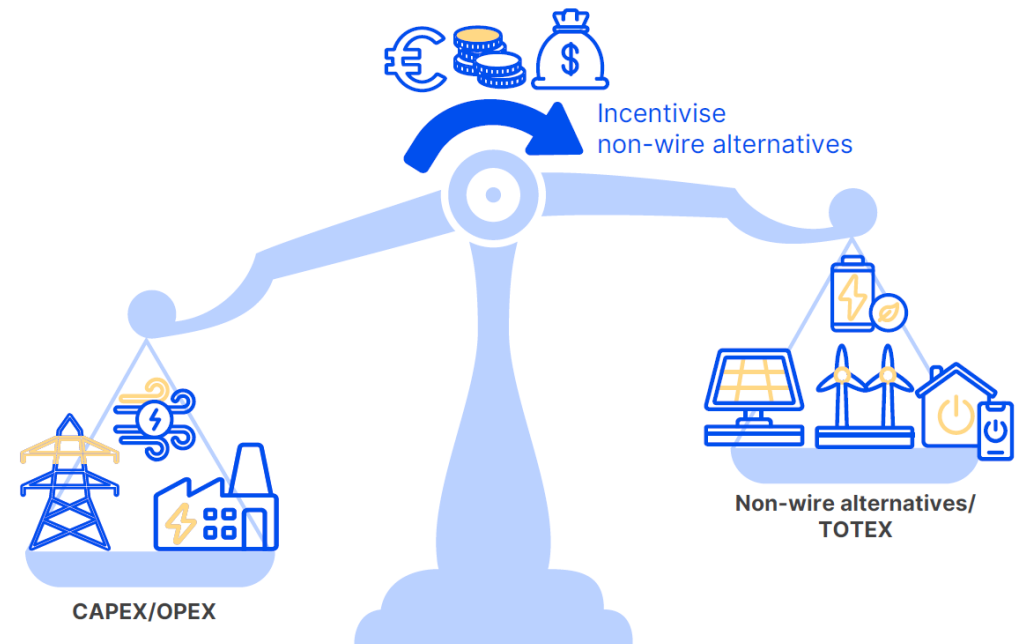 €
$
Incentivise
non-wire alternatives
Non-wire alternatives/
TOTEX
CAPEX/OPEX